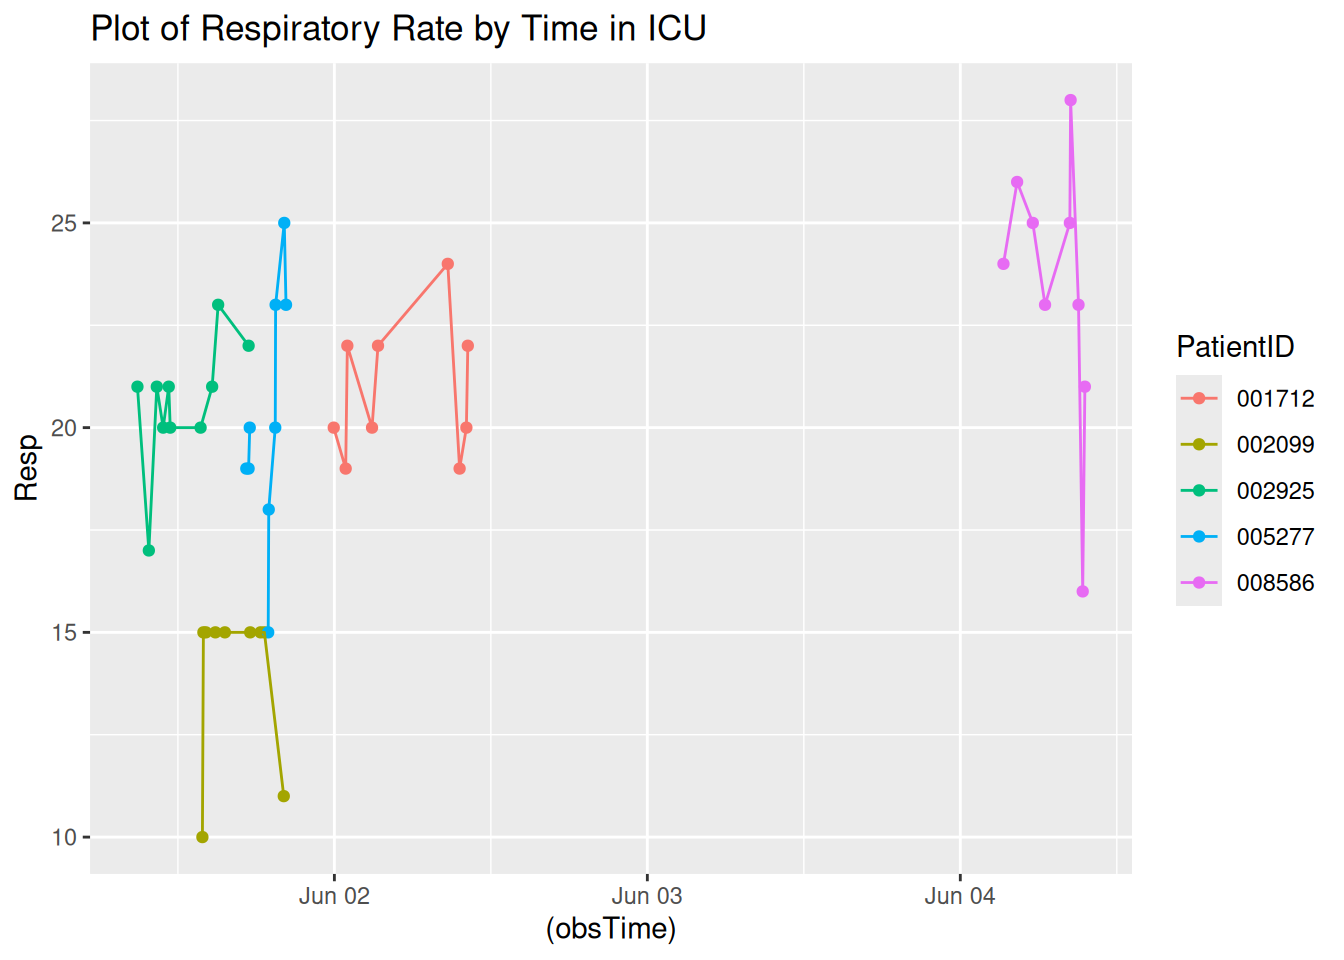 Plot of Respiratory Rate by Time in ICU
25
20
15
10
Resp
Jun 02
Jun 03
Jun 04
(obsTime)
PatientID
001712
002099
002925
005277
008586